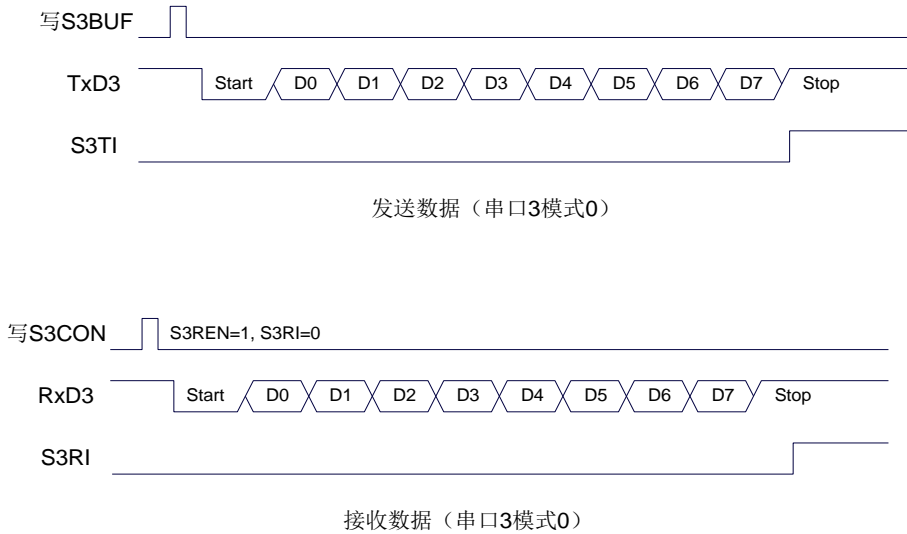 写S3BUF
TxD3 Start D0 D1 D2 D3 D4 D5 D6 D7 Stop
S3TI
发送数据（串口3模式0）
写S3CON S3REN=1, S3RI=0
RxD3 Start D0 D1 D2 D3 D4 D5 D6 D7 Stop
S3RI
接收数据（串口3模式0）